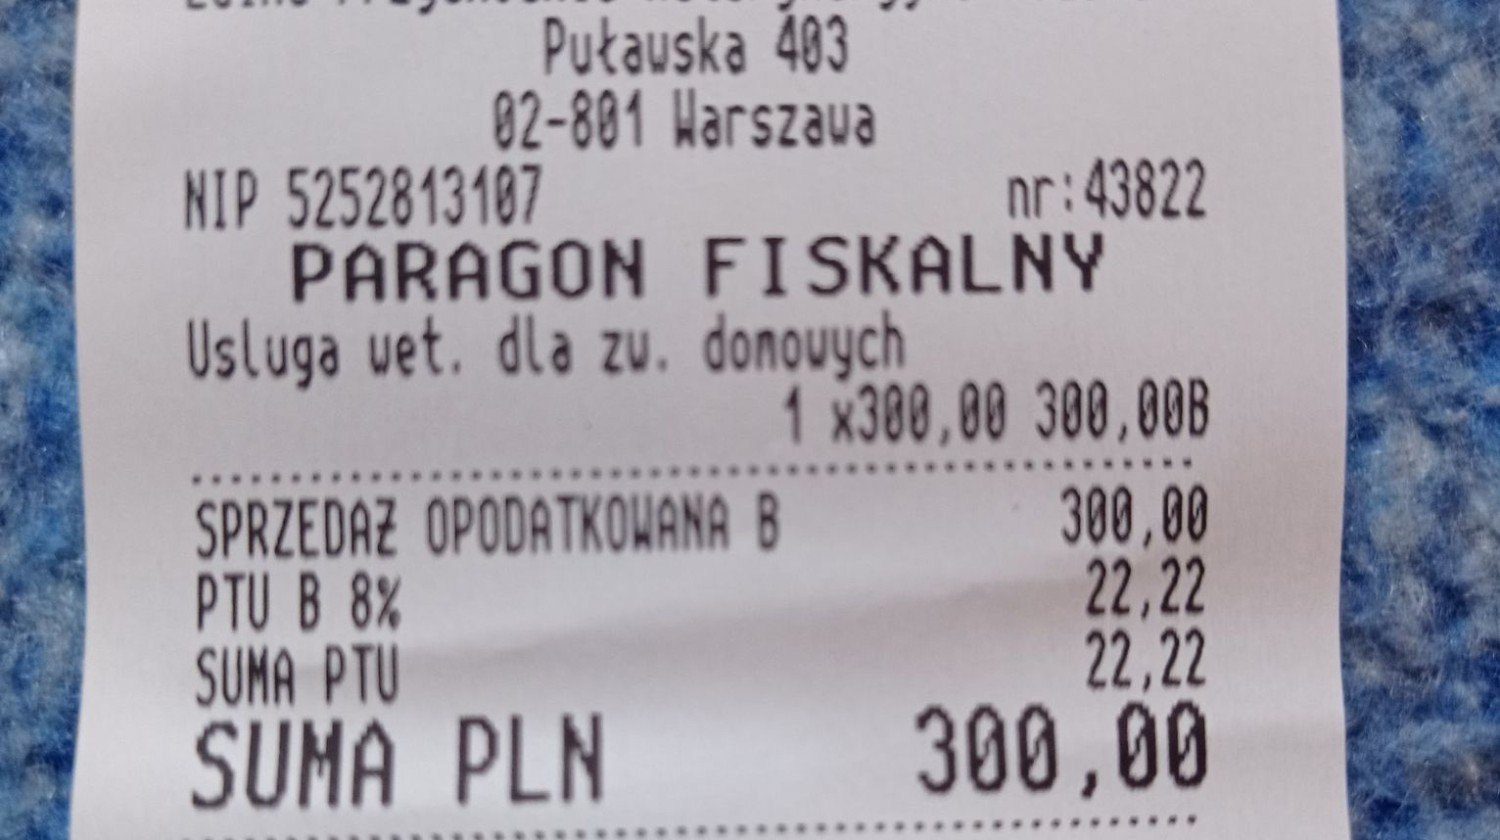 Puławska 403
02-801 Warszawa
NIP 5252813107 nr:43822
PARAGON FISKALNY
Usluga wet. dla zw. domowych
1 x300,00 300,00B
SPRZEDAŻ OPODATKOWANA B 300,00
PTU B 8% 22,22
SUMA PTU 22,22
SUMA PLN 300,00